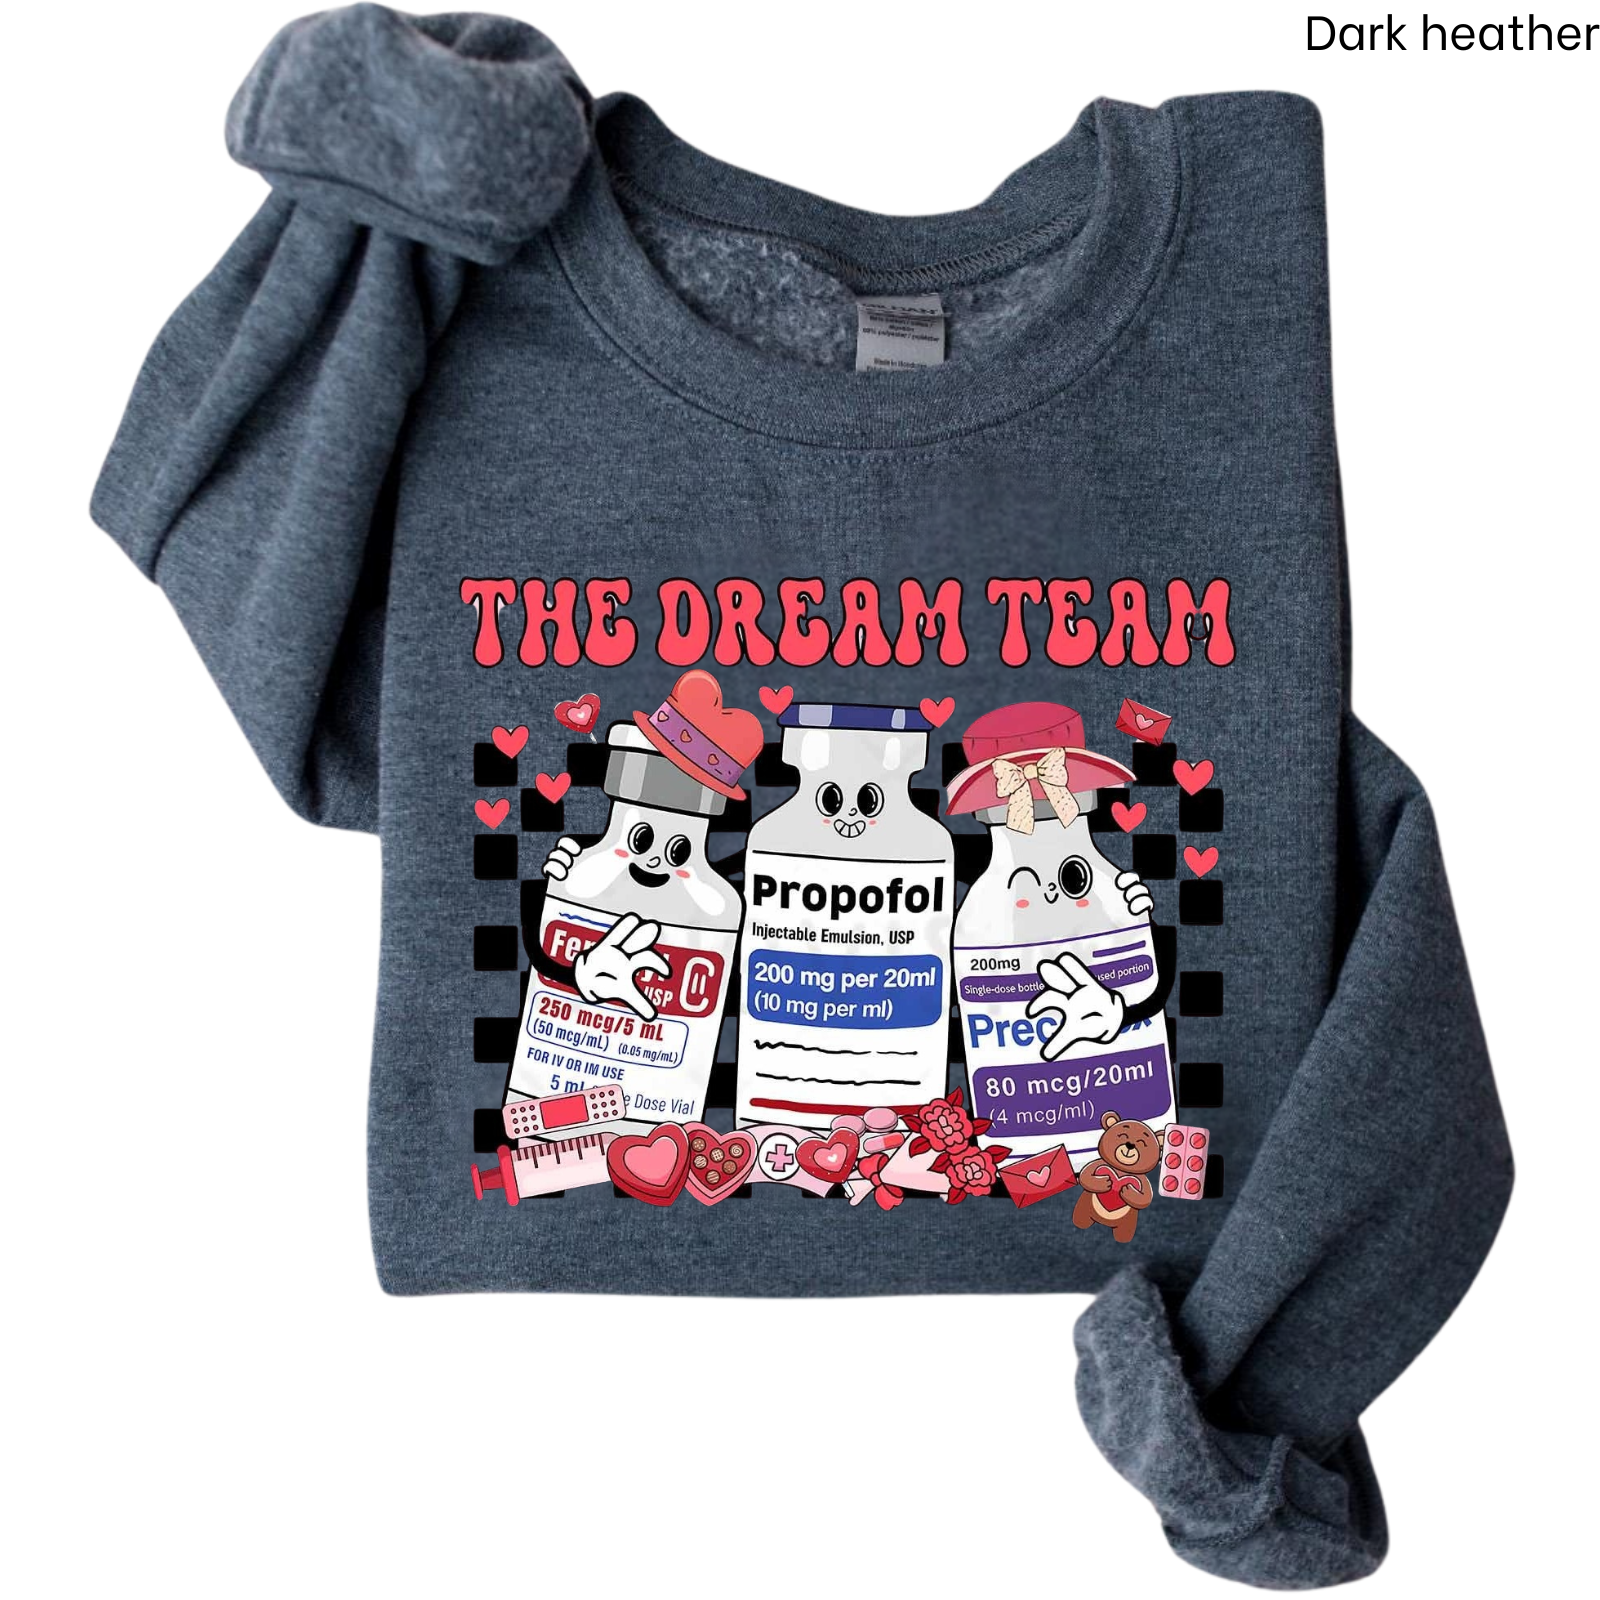 Dark heather
THE DREAM TEAM
Propofol
Injectable Emulsion, USP
200 mg per 20ml
(10 mg per ml)
USP
250 mcg/5 mL
(50 mcg/mL) (0.05 mg/mL)
FOR IV OR IM USE
Dose Vial
200mg
Single-dose bottle
portion
80 mcg/20ml
(4 mcg/ml)